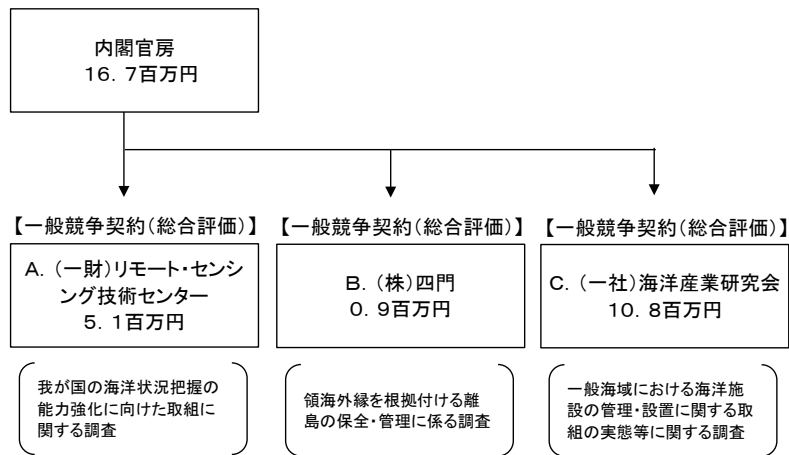 内閣官房
16．7百万円
【一般競争契約（総合評価）】
【一般競争契約（総合評価）】
【一般競争契約（総合評価）】
A．（一財）リモート・センシ
ング技術センター
5．1百万円
B．（株）四門
0．9百万円
C．（一社）海洋産業研究会
10．8百万円
我が国の海洋状況把握の
能力強化に向けた取組に
関する調査
領海外縁を根拠付ける離
島の保全・管理に係る調査
一般海域における海洋施
設の管理・設置に関する取
組の実態等に関する調査